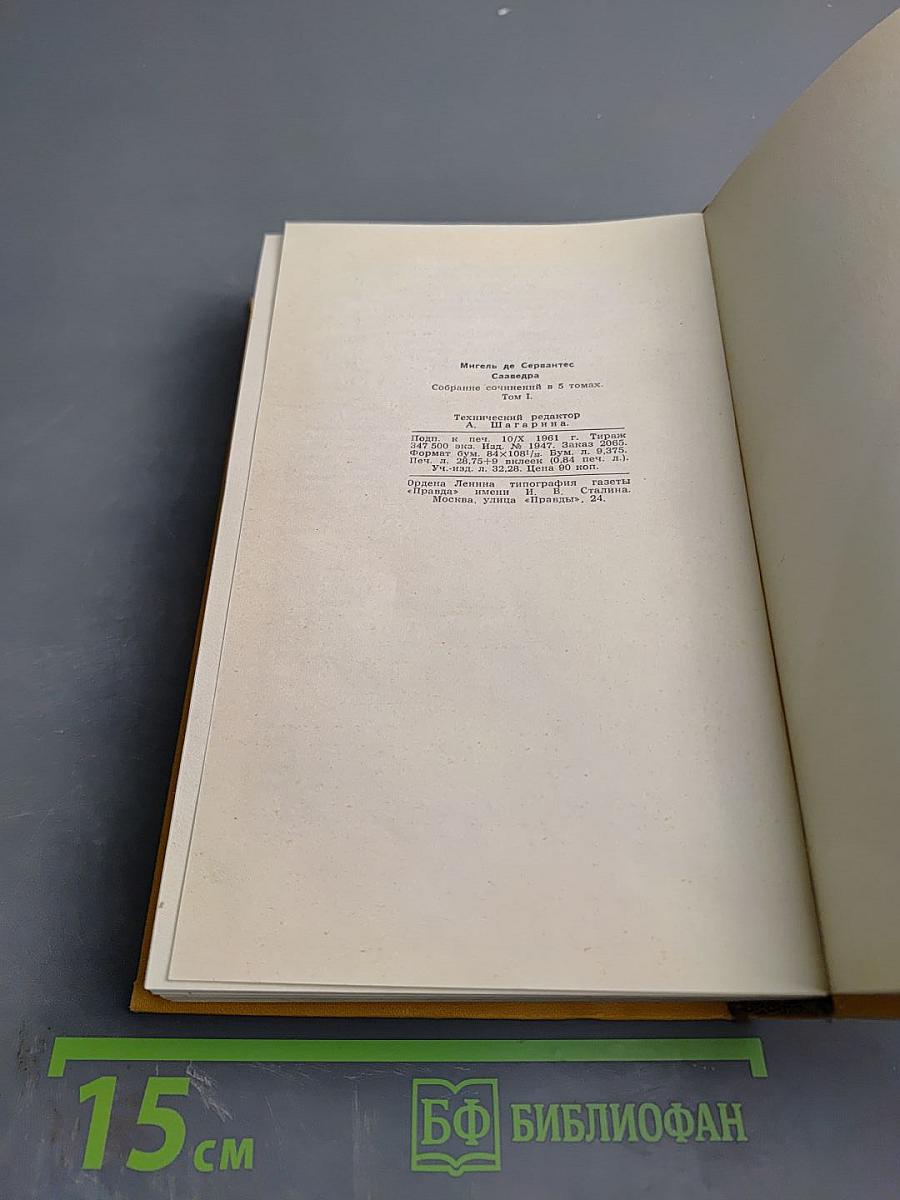 Мигель де Сервантес
Сааведра
Собрание сочинений в 5 томах.
Том I.
Технический редактор
А. Шагарина.
Подп. к печ. 10/X 1961 г. Тираж
347 500 экз. Изд. № 1947. Заказ 2065.
Формат бум. 84×108¹/₃₂. Бум. л. 9,375.
Печ. л. 28,75+9 вклеек (0,84 печ. л.).
Уч.-изд. л. 32,28. Цена 90 коп.
Ордена Ленина типография газеты
«Правда» имени И. В. Сталина.
Москва, улица «Правды», 24.
15 см
БФ БИБЛИОФАН